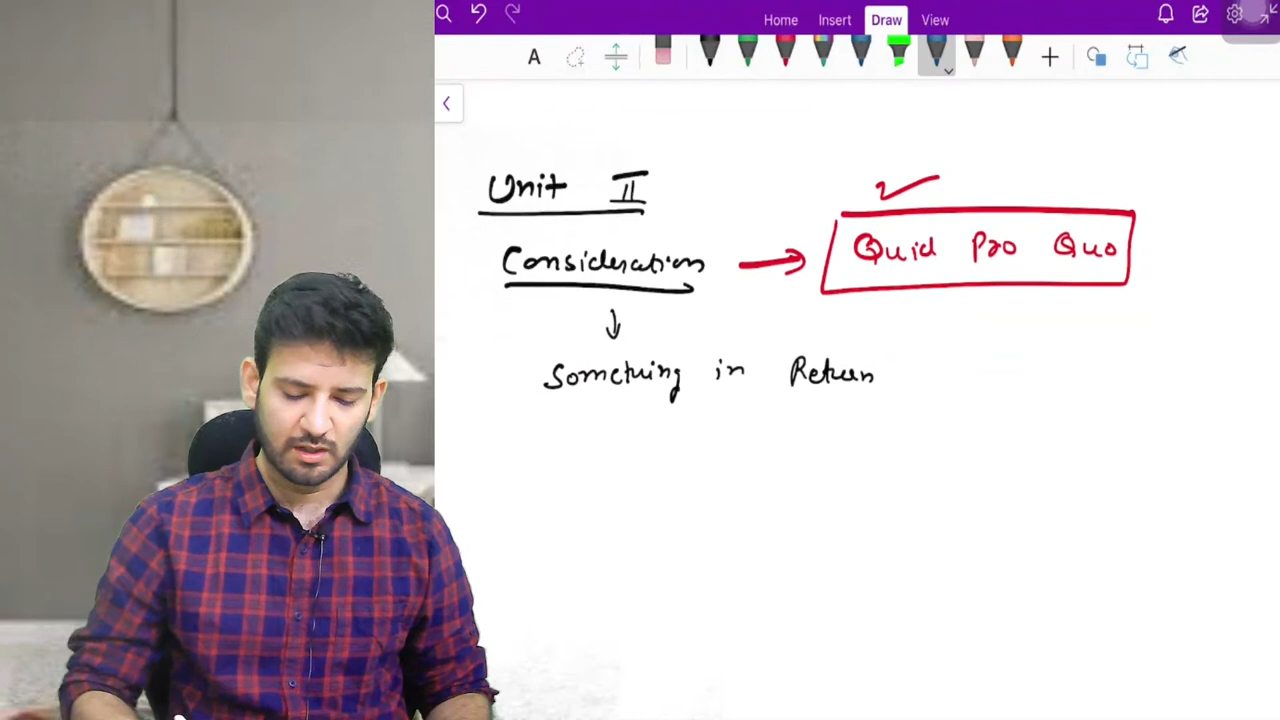 Home Insert Draw View
A
Unit II
Consideration → Quid Pro Quo
Something in Return